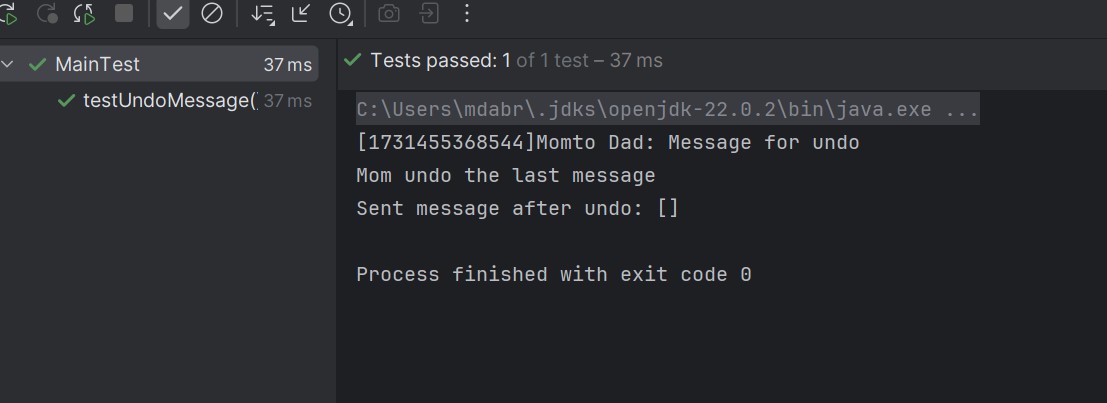 Tests passed: 1 of 1 test – 37 ms
MainTest 37 ms
testUndoMessage( 37 ms
C:\Users\mdabr\.jdks\openjdk-22.0.2\bin\java.exe ...
[1731455368544]Momto Dad: Message for undo
Mom undo the last message
Sent message after undo: []
Process finished with exit code 0